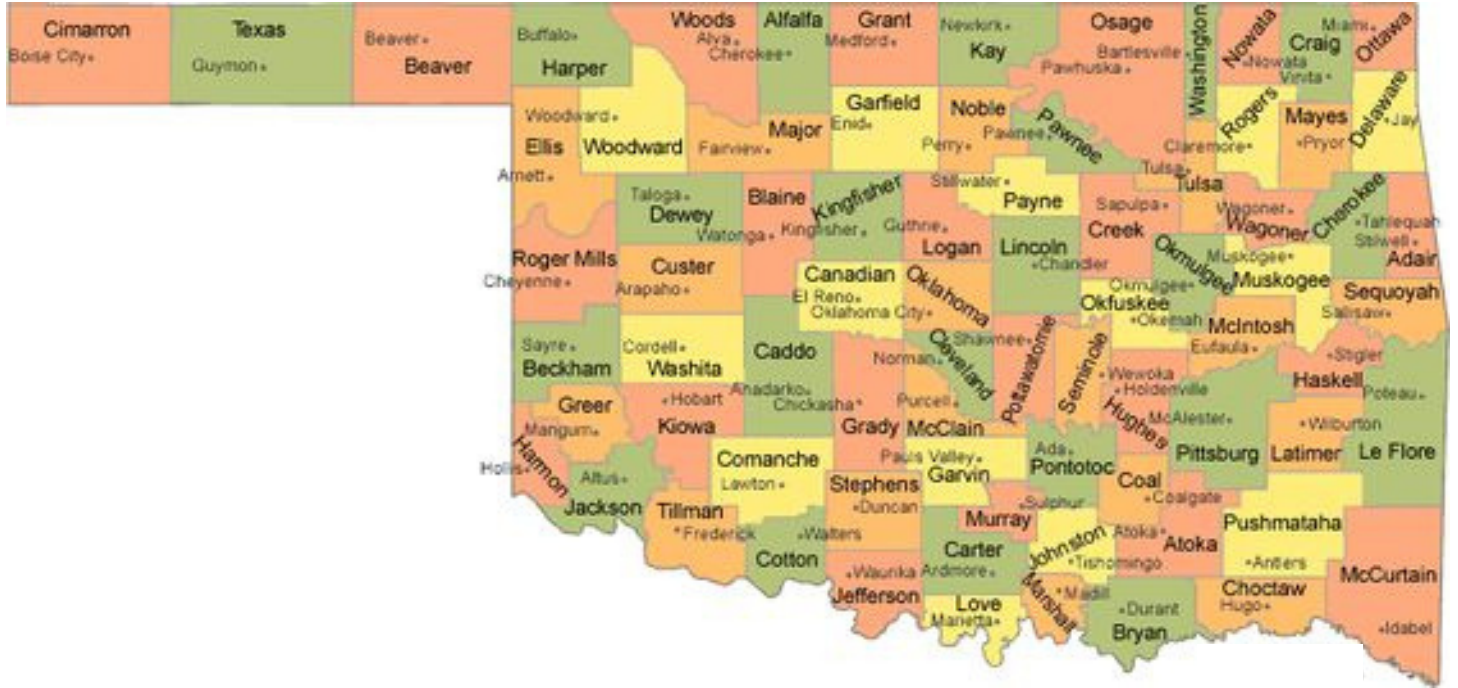 Cimarron
Boise City
Texas
Guymon
Beaver
Beaver
Buffalo
Harper
Woods
Alva
Alfalfa
Cherokee
Grant
Medford
Newkirk
Kay
Osage
Bartlesville
Pawhuska
Washington
Nowata
Nowata
Craig
Vinita
Miami
Ottawa
Woodward
Ellis
Arnett
Woodward
Fairview
Major
Garfield
Enid
Noble
Perry
Pawnee
Pawnee
Rogers
Claremore
Mayes
Pryor
Delaware
Jay
Tulsa
Tulsa
Taloga
Dewey
Blaine
Watonga
Kingfisher
Kingfisher
Guthrie
Logan
Stillwater
Payne
Lincoln
Chandler
Sapulpa
Creek
Wagoner
Wagoner
Cherokee
Tahlequah
Stilwell
Adair
Roger Mills
Cheyenne
Custer
Arapaho
Canadian
El Reno
Oklahoma City
Oklahoma
Okmulgee
Okmulgee
Okfuskee
Okemah
Muskogee
Muskogee
Sequoyah
Sallisaw
McIntosh
Eufaula
Sayre
Beckham
Cordell
Washita
Caddo
Anadarko
Chickasha
Grady
Norman
Cleveland
Shawnee
Pottawatomie
Seminole
Wewoka
Holdenville
Hughes
Stigler
Haskell
Poteau
Le Flore
Greer
Mangum
Hobart
Kiowa
Purcell
McClain
McAlester
Pittsburg
Wilburton
Latimer
Harmon
Hollis
Altus
Jackson
Comanche
Lawton
Stephens
Duncan
Pauls Valley
Garvin
Ada
Pontotoc
Coal
Coalgate
Tillman
Frederick
Walters
Cotton
Sulphur
Murray
Carter
Ardmore
Johnston
Tishomingo
Atoka
Atoka
Pushmataha
Antlers
Waurika
Jefferson
Love
Marietta
Madill
Marshall
Durant
Bryan
Choctaw
Hugo
McCurtain
Idabel